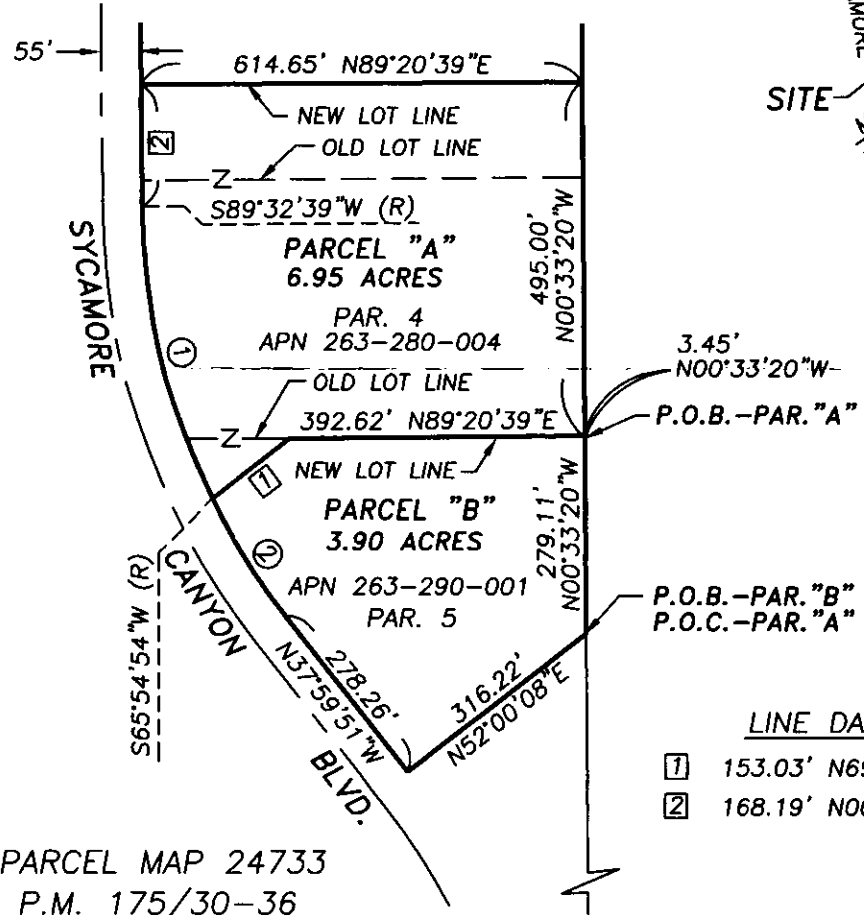 55'
614.65' N89°20'39"E
NEW LOT LINE
OLD LOT LINE
2
Z
S89°32'39"W (R)
PARCEL "A"
6.95 ACRES
PAR. 4
APN 263-280-004
495.00'
N00°33'20"W
SITE
SYCAMORE
1
OLD LOT LINE
3.45'
N00°33'20"W
Z
392.62' N89°20'39"E
P.O.B.-PAR."A"
NEW LOT LINE
1
PARCEL "B"
3.90 ACRES
2
APN 263-290-001
PAR. 5
279.11'
N00°33'20"W
P.O.B.-PAR."B"
P.O.C.-PAR."A"
CANYON
S65°54'54"W (R)
278.26'
N37°59'51"W
316.22'
N52°00'08"E
BLVD.
LINE DA
1 153.03'
2 168.19'
PARCEL MAP 24733
P.M. 175/30-36